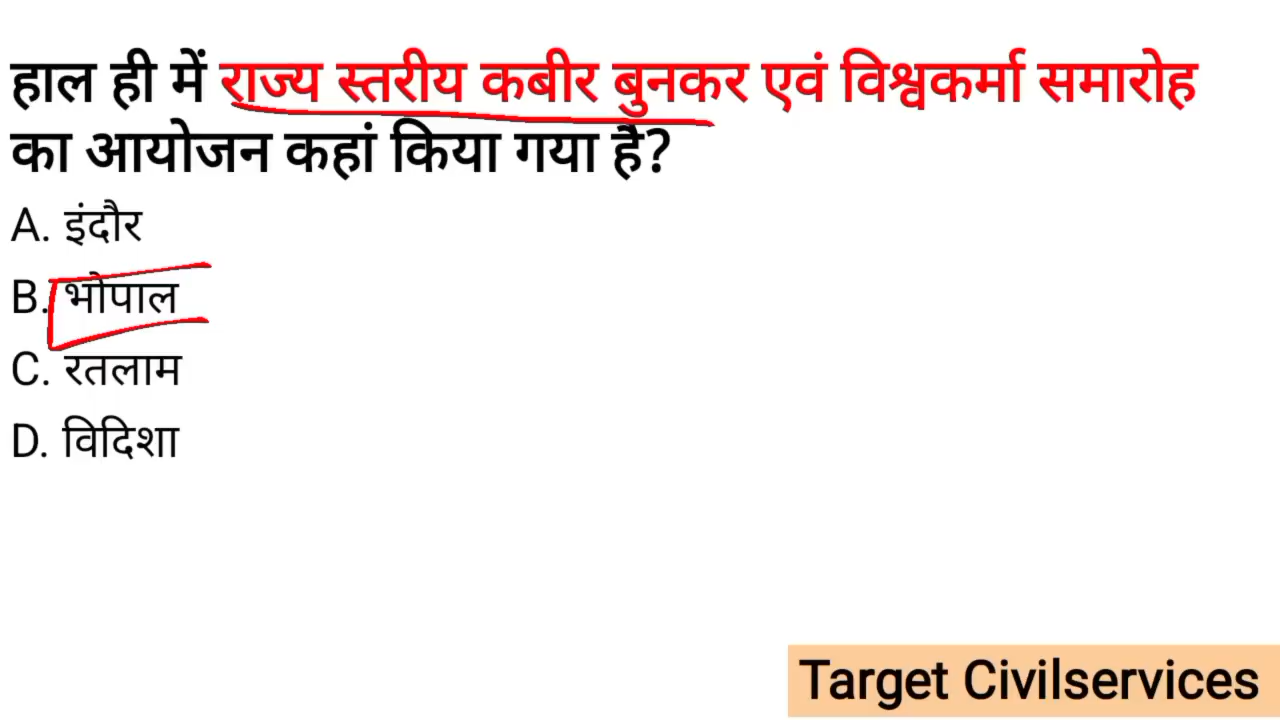 हाल ही में राज्य स्तरीय कबीर बुनकर एवं विश्वकर्मा समारोह
का आयोजन कहां किया गया है?
A. इंदौर
B. भोपाल
C. रतलाम
D. विदिशा
Target Civilservices